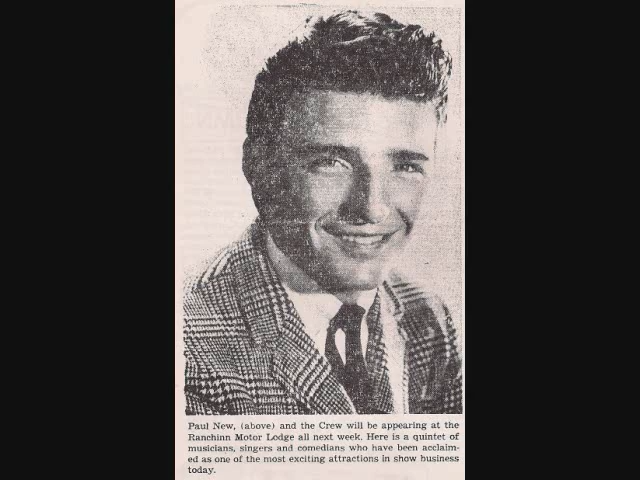 Paul New, (above) and the Crew will be appearing at the
Ranchinn Motor Lodge all next week. Here is a quintet of
musicians, singers and comedians who have been acclaim-
ed as one of the most exciting attractions in show business
today.